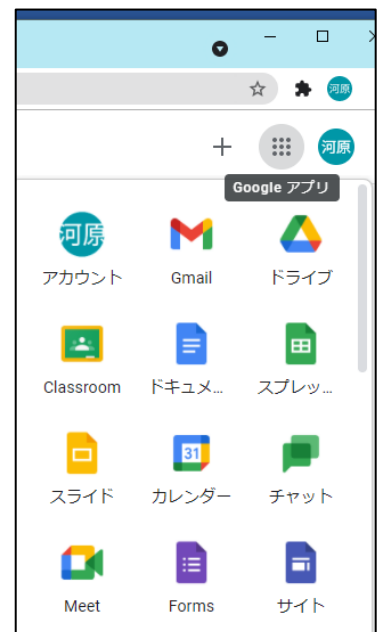 河原
河原
Google アプリ
河原
アカウント
Gmail
ドライブ
Classroom
ドキュメ...
スプレッ...
スライド
31
カレンダー
チャット
Meet
Forms
サイト